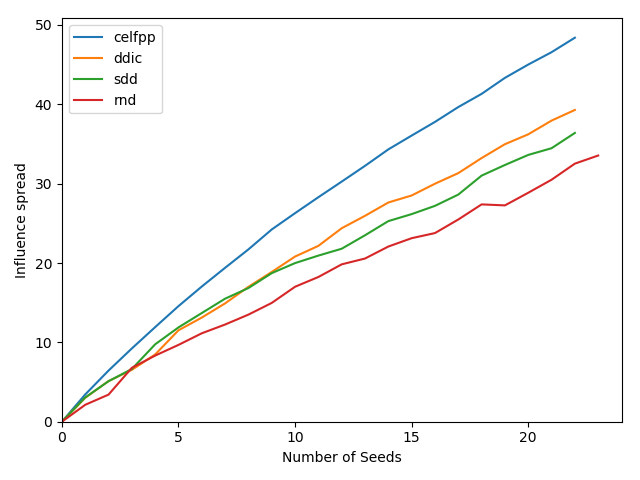 50
40
30
20
10
0
Influence spread
celfpp
ddic
sdd
rnd
0 5 10 15 20
Number of Seeds